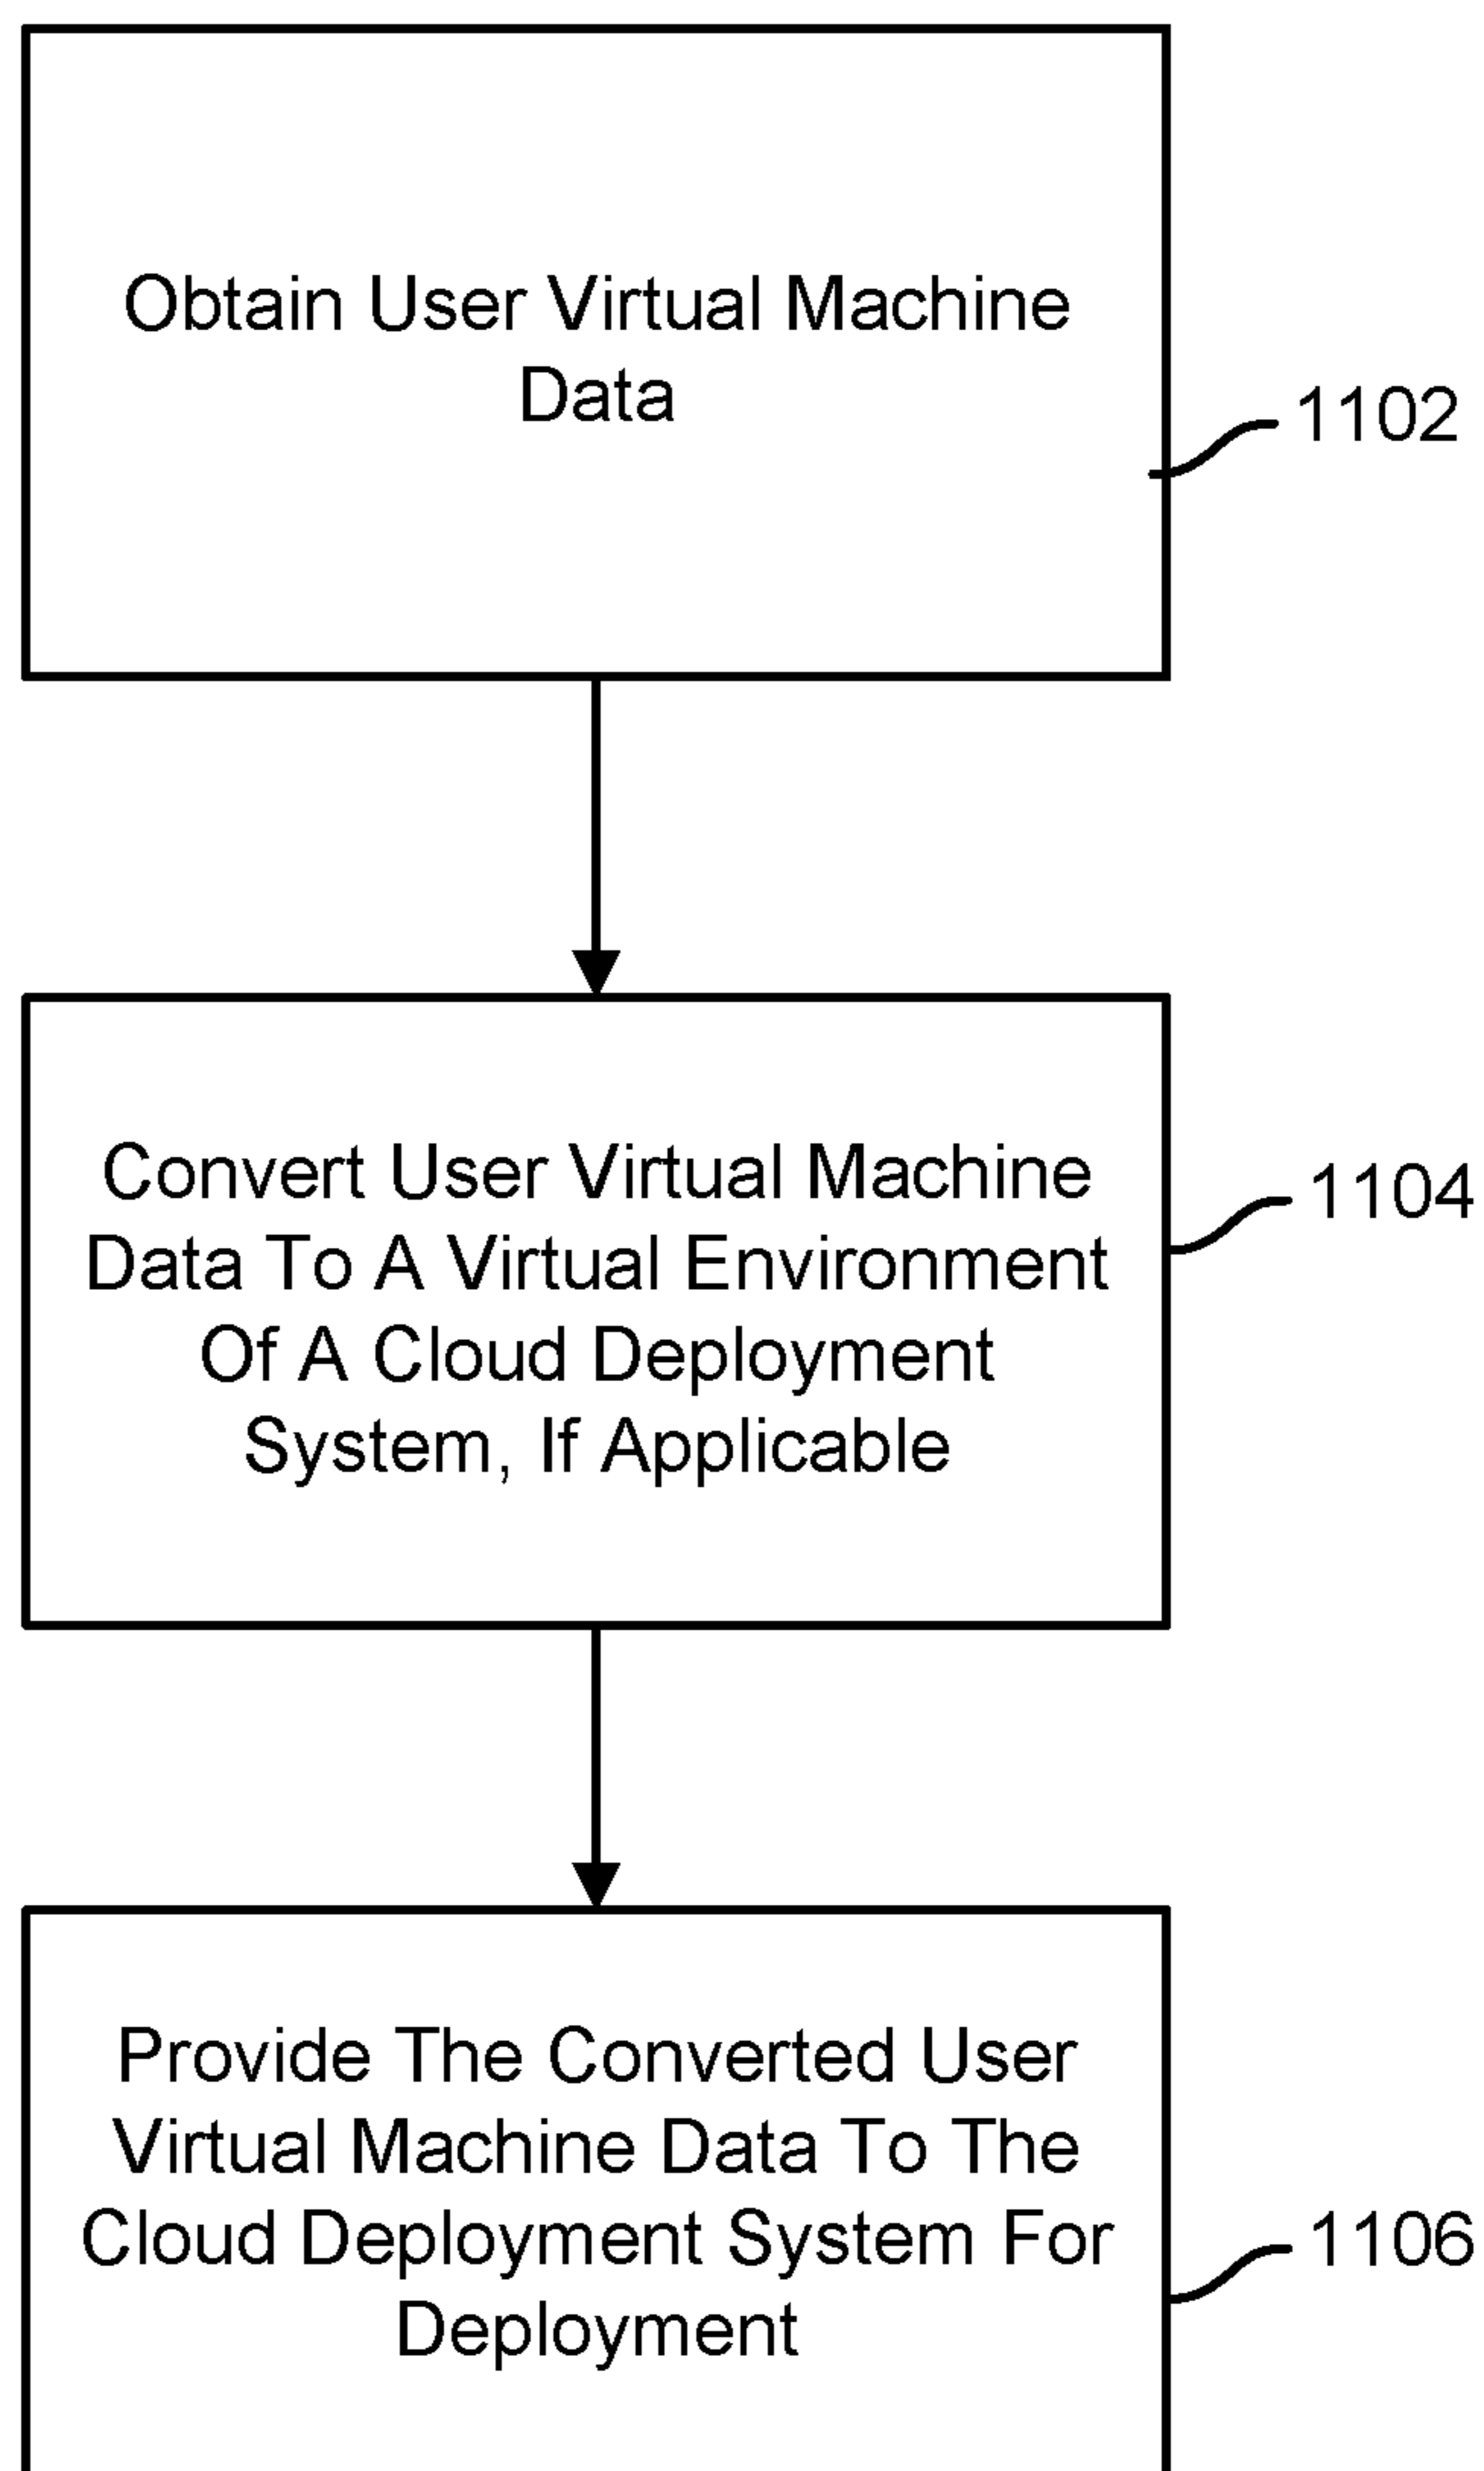 Obtain User Virtual Machine
Data
1102
Convert User Virtual Machine
Data To A Virtual Environment
Of A Cloud Deployment
System, If Applicable
1104
Provide The Converted User
Virtual Machine Data To The
Cloud Deployment System For
Deployment
1106